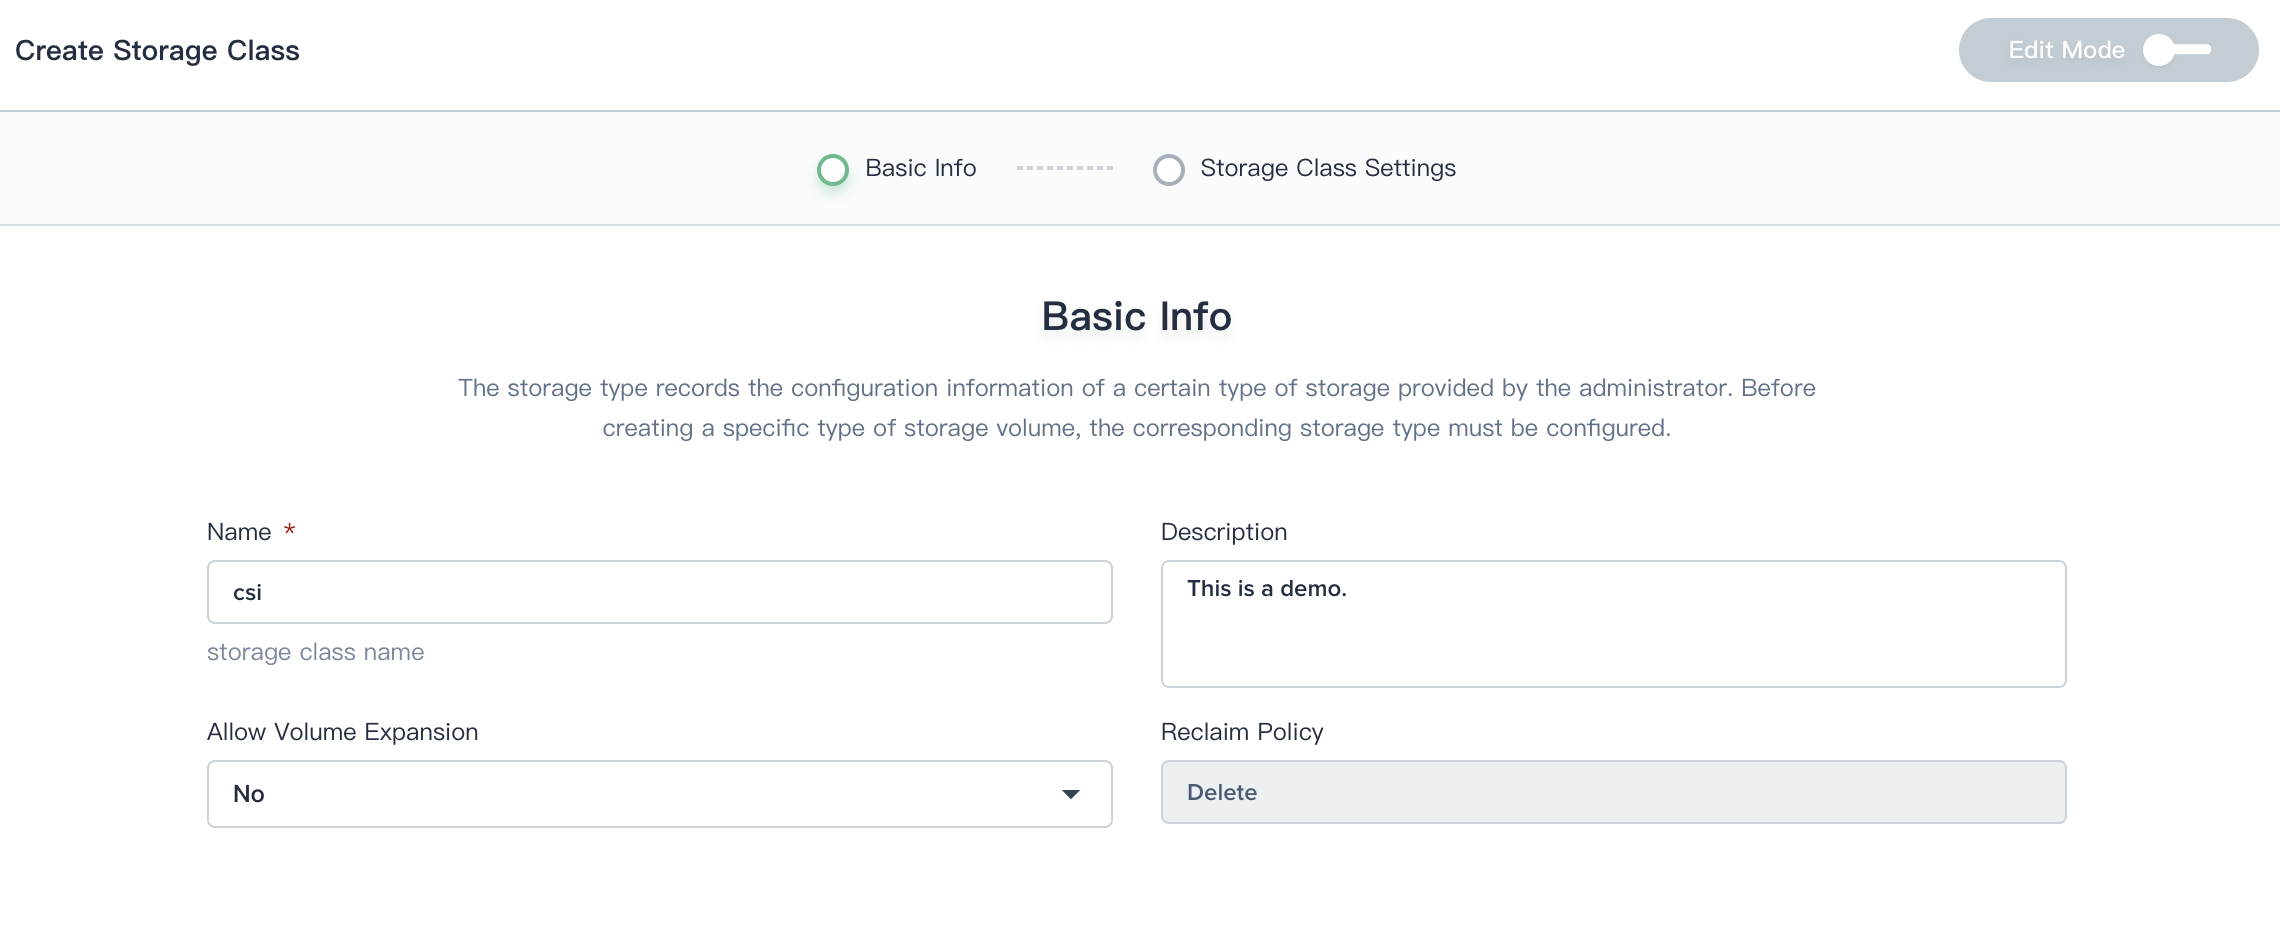 Create Storage Class
Edit Mode
Basic Info
Storage Class Settings
Basic Info
The storage type records the configuration information of a certain type of storage provided by the administrator. Before
creating a specific type of storage volume, the corresponding storage type must be configured.
Name *
csi
storage class name
Description
This is a demo.
Allow Volume Expansion
No
Reclaim Policy
Delete